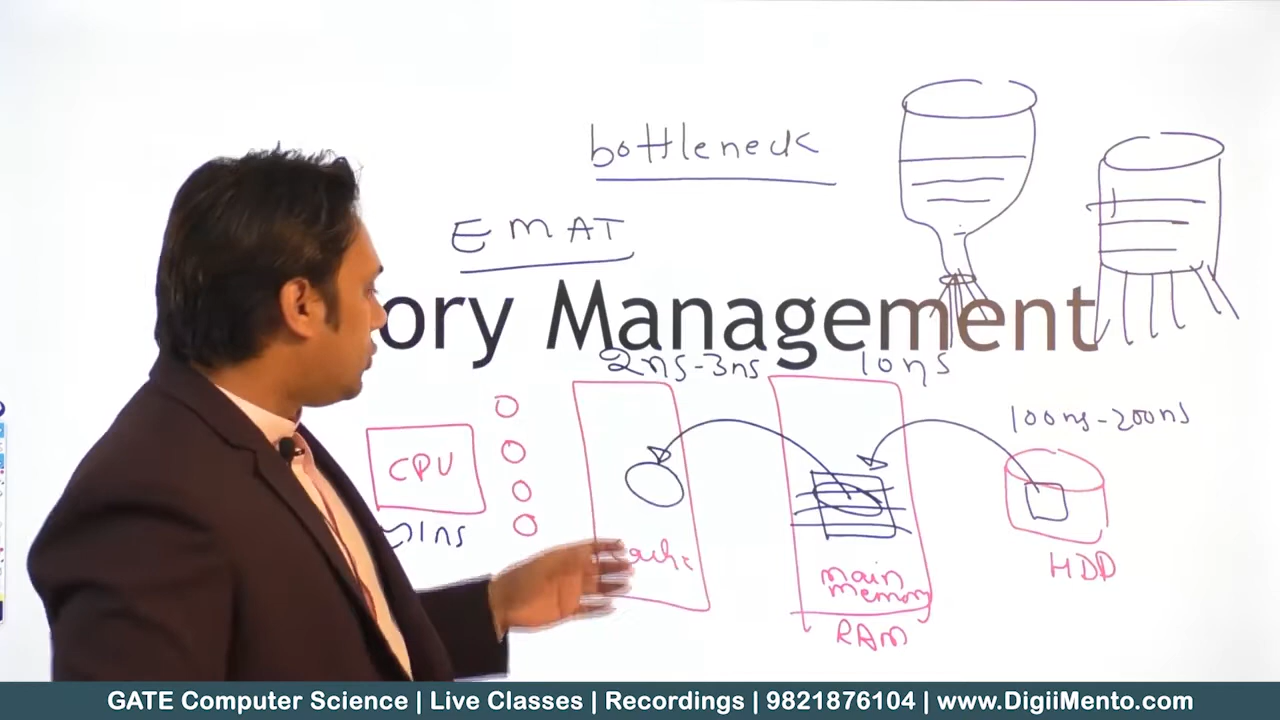 bottleneck
EMAT
ory Management
2ns-3ns
10ns
100ns-200ns
CPU
≈1ns
HDD
main
memory
RAM
GATE Computer Science | Live Classes | Recordings | 9821876104 | www.DigiiMento.com